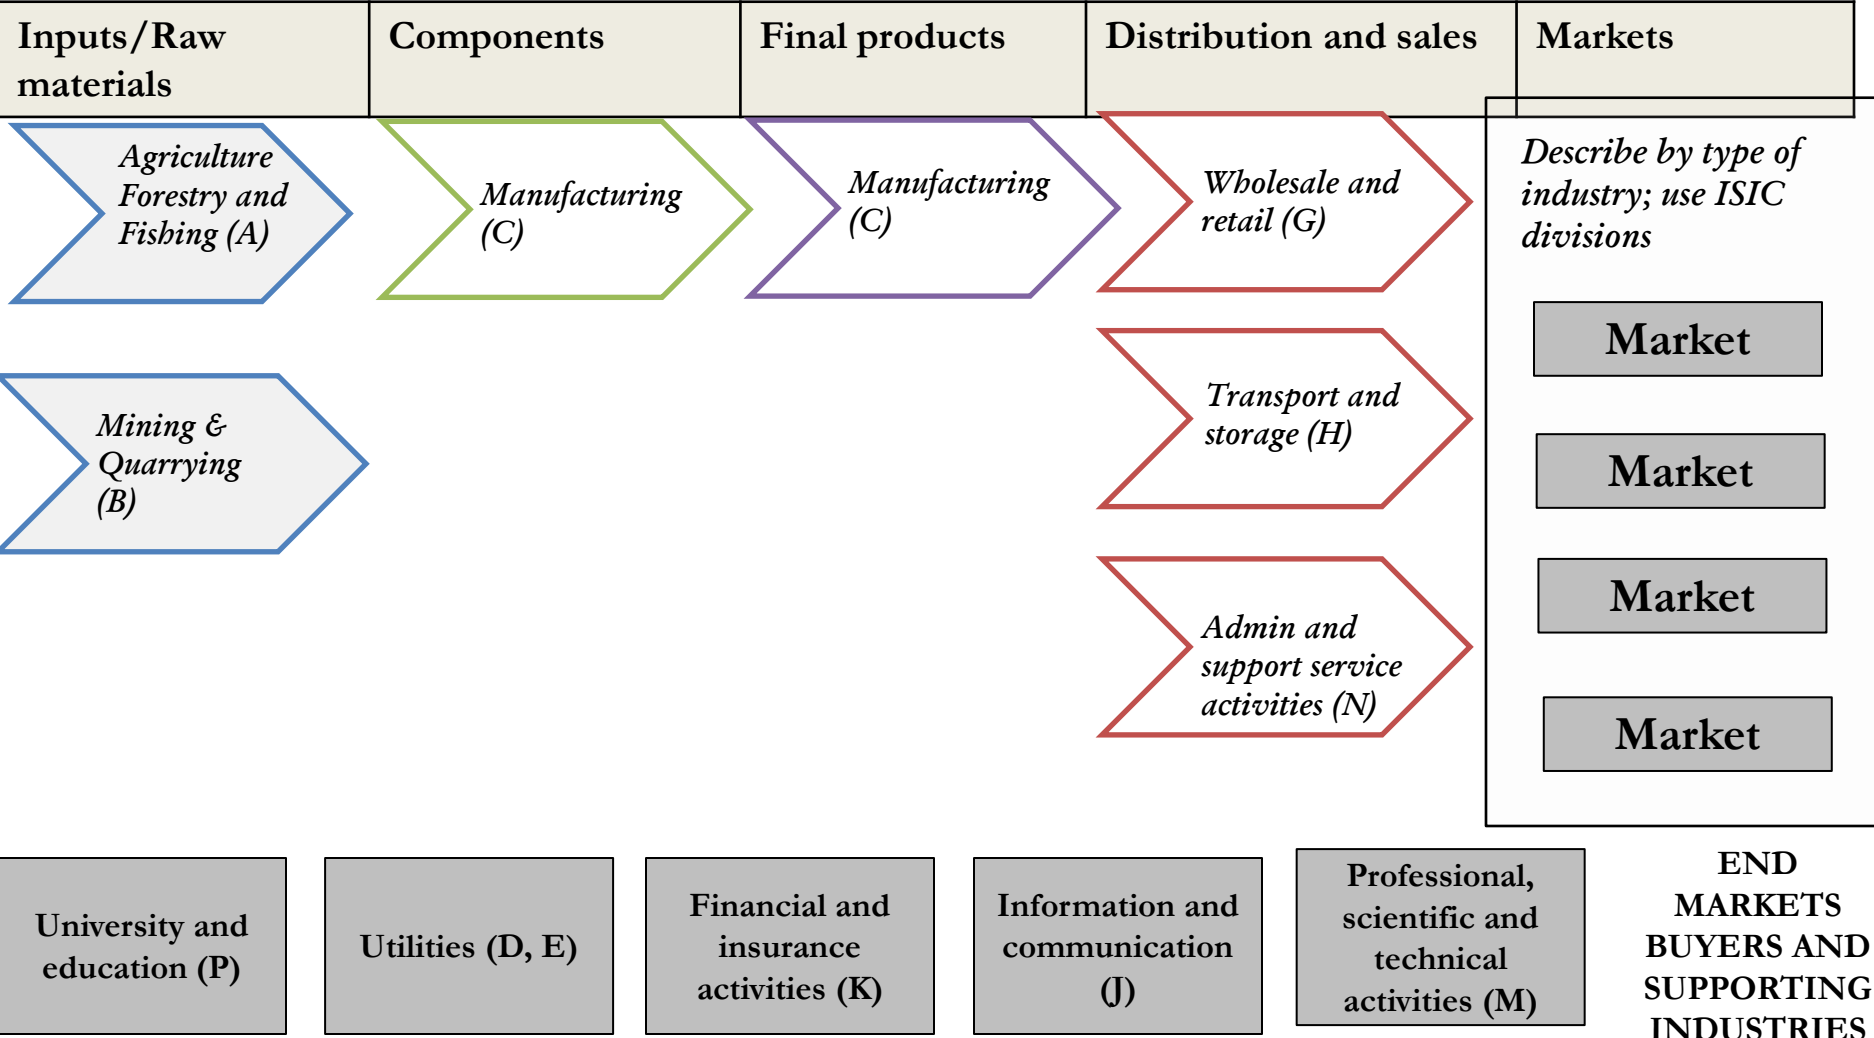 Inputs/Raw
materials
Components
Final products
Distribution and sales
Markets
Agriculture
Forestry and
Fishing (A)
Manufacturing
(C)
Manufacturing
(C)
Wholesale and
retail (G)
Describe by type of
industry; use ISIC
divisions
Market
Mining &
Quarrying
(B)
Transport and
storage (H)
Market
Market
Admin and
support service
activities (N)
Market
University and
education (P)
Utilities (D, E)
Financial and
insurance
activities (K)
Information and
communication
(J)
Professional,
scientific and
technical
activities (M)
END
MARKETS
BUYERS AND
SUPPORTING
INDUSTRIES